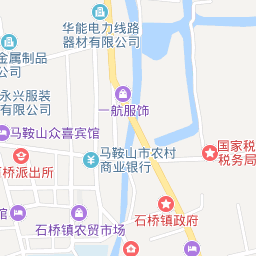 华能电力线路
器材有限公司
金属制品
公司
永兴服装
有限公司
一航服饰
马鞍山众喜宾馆
石桥派出所
马鞍山市农村
商业银行
国家税
税务局
石桥镇政府
石桥镇农贸市场